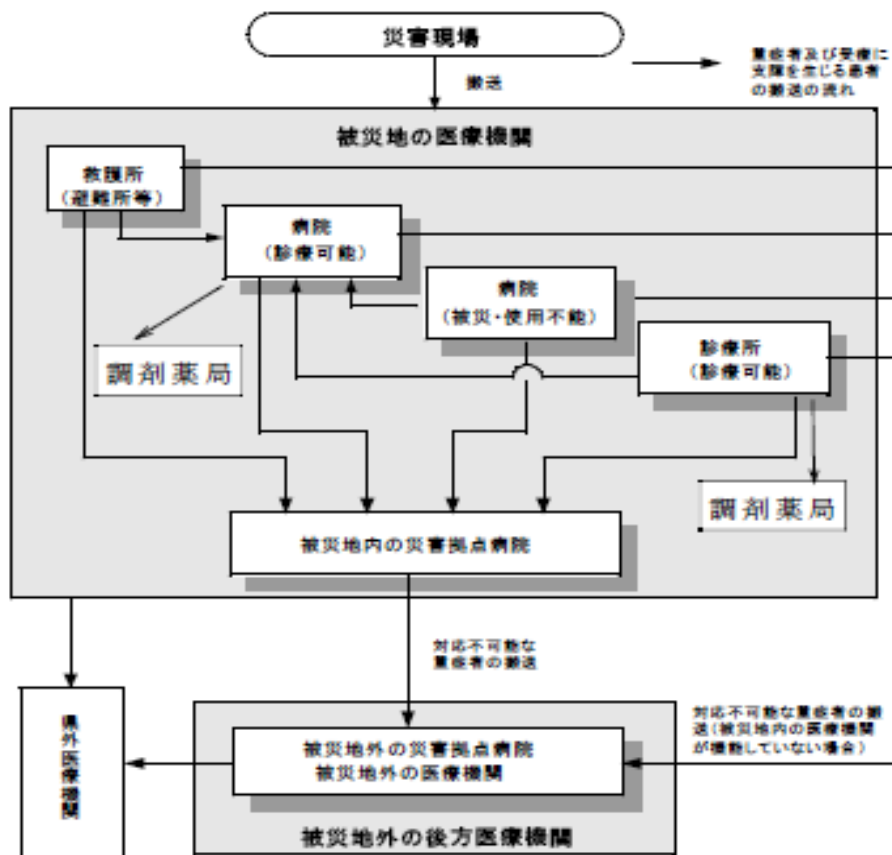 災害現場
搬送
重症者及び受療に
支障を生じる患者
の搬送の流れ
被災地の医療機関
救護所
(避難所等)
病院
(診療可能)
病院
(被災・使用不能)
診療所
(診療可能)
調剤薬局
調剤薬局
被災地内の災害拠点病院
対応不可能な
重症者の搬送
県外医療機関
被災地外の災害拠点病院
被災地外の医療機関
対応不可能な重症者の搬
送(被災地内の医療機関
が機能していない場合)
被災地外の後方医療機関